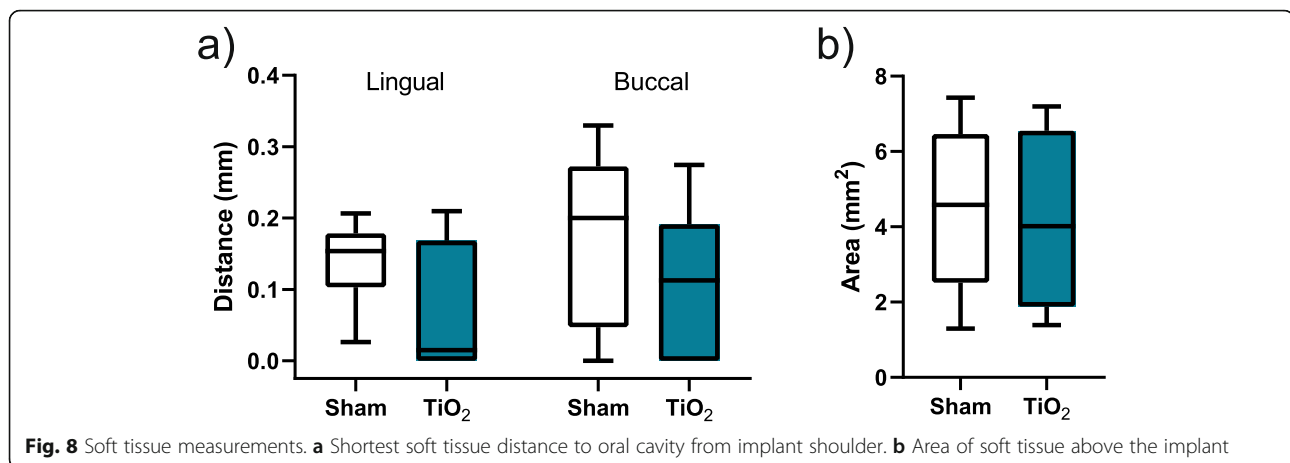 a)
Lingual Buccal
Distance (mm)
0.4
0.3
0.2
0.1
0.0
Sham TiO₂ Sham TiO₂
b)
Area (mm²)
8
6
4
2
0
Sham TiO₂
Fig. 8 Soft tissue measurements. a Shortest soft tissue distance to oral cavity from implant shoulder. b Area of soft tissue above the implant